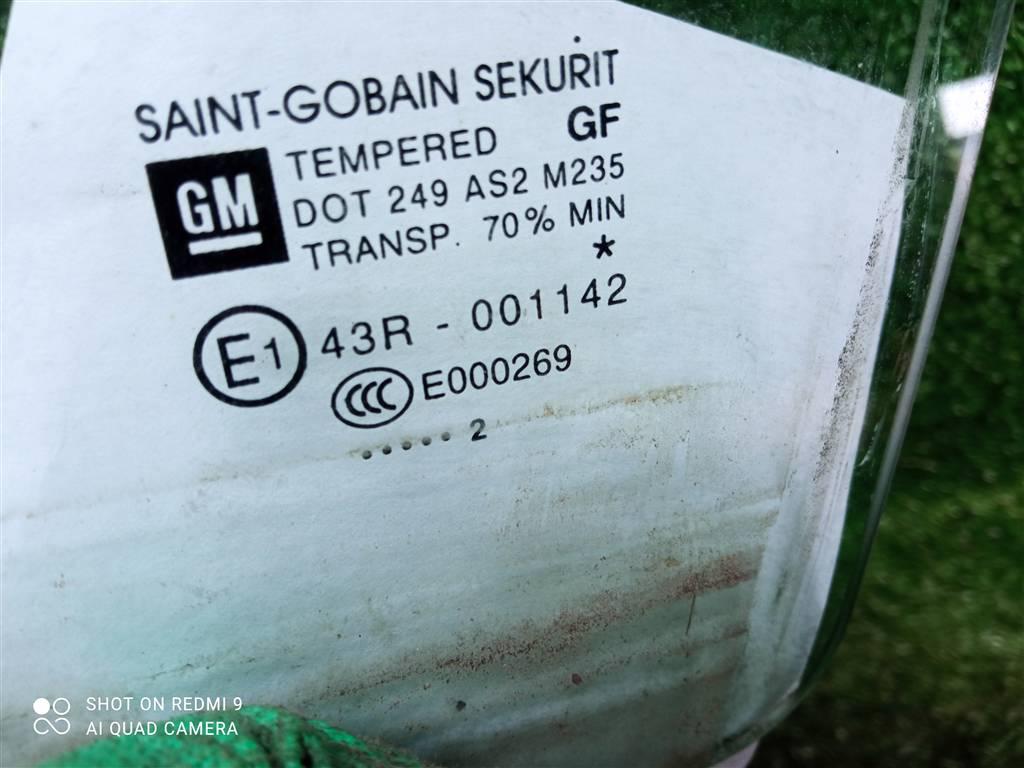 SAINT-GOBAIN SEKURIT
GM
TEMPERED GF
DOT 249 AS2 M235
TRANSP. 70% MIN
*
E1 43R - 001142
CCC E000269
..... 2
SHOT ON REDMI 9
AI QUAD CAMERA